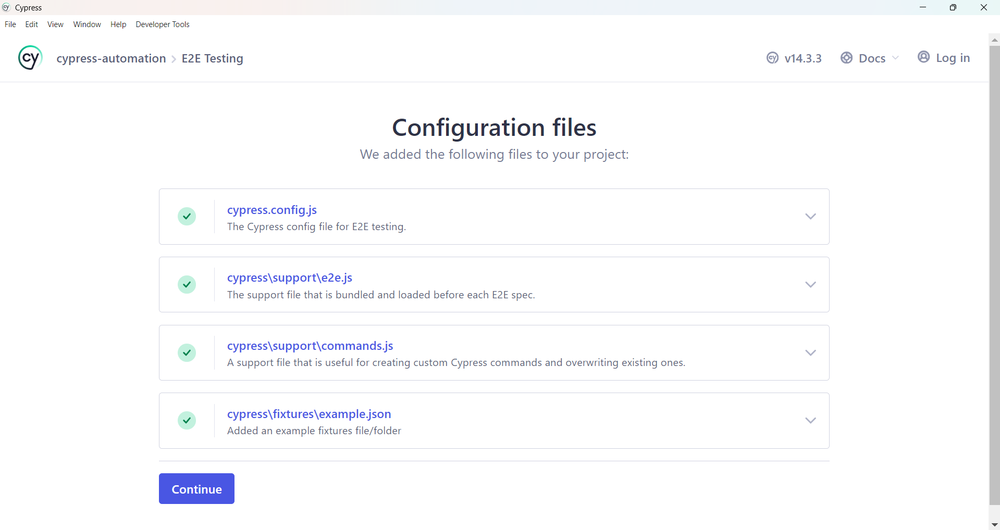 Cypress
File Edit View Window Help Developer Tools
cy cypress-automation > E2E Testing
v14.3.3 Docs Log in
Configuration files
We added the following files to your project:
cypress.config.js
The Cypress config file for E2E testing.
cypress\support\e2e.js
The support file that is bundled and loaded before each E2E spec.
cypress\support\commands.js
A support file that is useful for creating custom Cypress commands and overwriting existing ones.
cypress\fixtures\example.json
Added an example fixtures file/folder
Continue